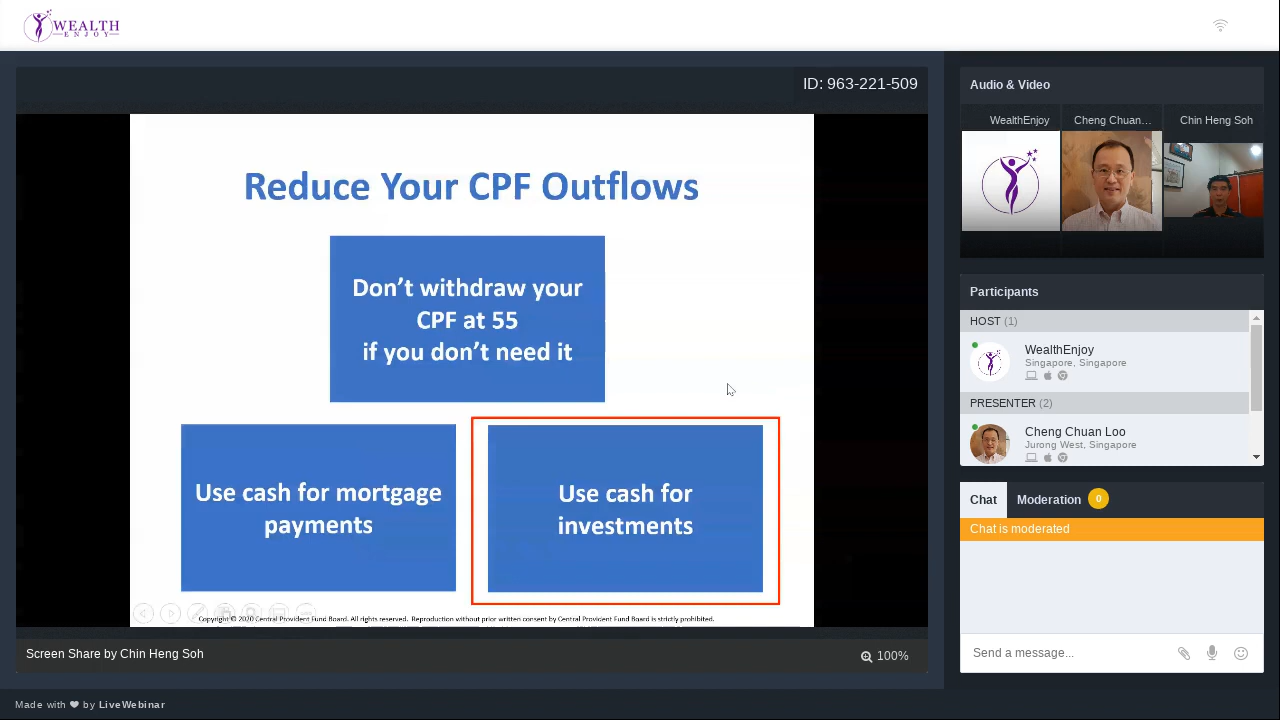 WEALTH
ENJOY
ID: 963-221-509
Reduce Your CPF Outflows
Don't withdraw your
CPF at 55
if you don't need it
Use cash for mortgage
payments
Use cash for
investments
Copyright © 2020 Central Provident Fund Board. All rights reserved. Reproduction without prior written consent by Central Provident Fund Board is strictly prohibited.
Screen Share by Chin Heng Soh
100%
Made with ❤ by LiveWebinar
Audio & Video
WealthEnjoy
Cheng Chuan...
Chin Heng Soh
Participants
HOST (1)
WealthEnjoy
Singapore, Singapore
PRESENTER (2)
Cheng Chuan Loo
Jurong West, Singapore
Chat
Moderation
0
Chat is moderated
Send a message...